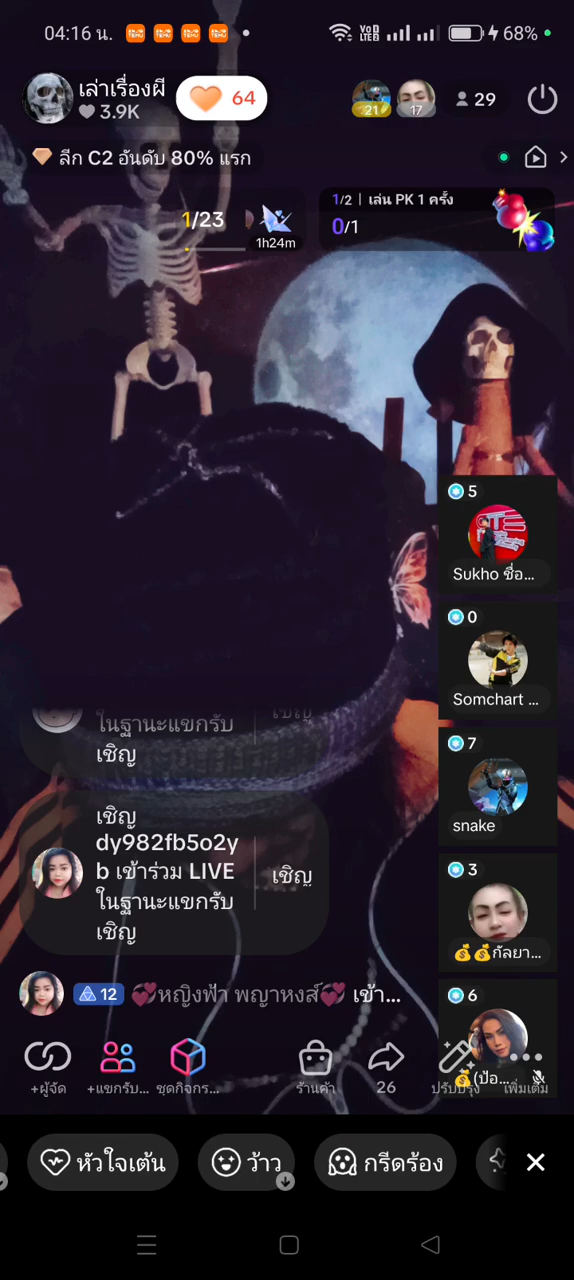 04:16 น.
68%
เล่าเรื่องผี
3.9K
64
21
17
29
ลีก C2 อันดับ 80% แรก
1/23
1h24m
1/2 | เล่น PK 1 ครั้ง
0/1
5
Sukho ชื่อ...
0
Somchart ...
7
snake
3
💰💰กัลยา...
6
💰(ป้อ...
ในฐานะแขกรับ
เชิญ
เชิญ
เชิญ
dy982fb5o2y
b เข้าร่วม LIVE
ในฐานะแขกรับ
เชิญ
เชิญ
12 💞หญิงฟ้า พญาหงส์💞 เข้า...
+ผู้จัด
+แขกรับ...
ชุดกิจกร...
ร้านค้า
26
ปรับปรุง
เพิ่มเติม
หัวใจเต้น
ว้าว
กรีดร้อง